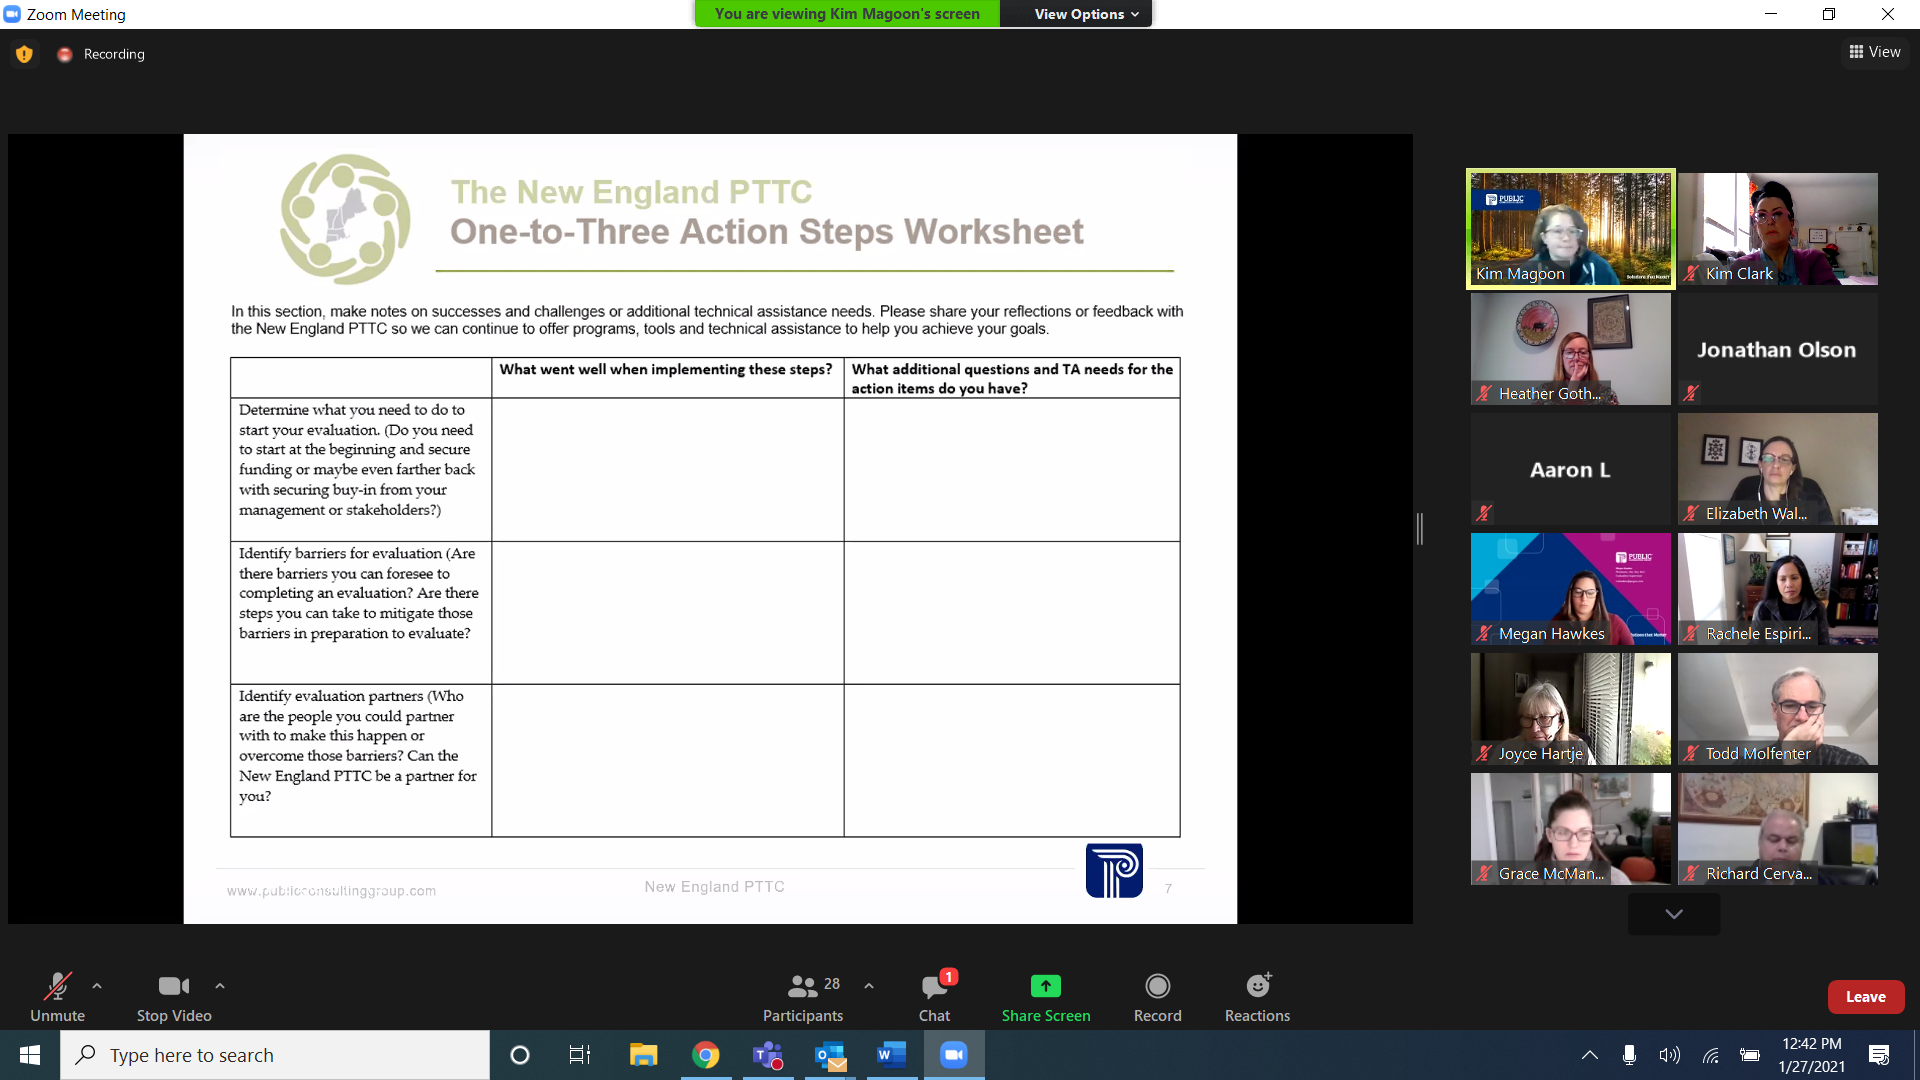 Zoom Meeting
You are viewing Kim Magoon's screen
View Options
Recording
View
The New England PTTC
One-to-Three Action Steps Worksheet
In this section, make notes on successes and challenges or additional technical assistance needs. Please share your reflections or feedback with
the New England PTTC so we can continue to offer programs, tools and technical assistance to help you achieve your goals.
What went well when implementing these steps?
What additional questions and TA needs for the
action items do you have?
Determine what you need to do to
start your evaluation. (Do you need
to start at the beginning and secure
funding or maybe even farther back
with securing buy-in from your
management or stakeholders?)
Identify barriers for evaluation (Are
there barriers you can foresee to
completing an evaluation? Are there
steps you can take to mitigate those
barriers in preparation to evaluate?
Identify evaluation partners (Who
are the people you could partner
with to make this happen or
overcome those barriers? Can the
New England PTTC be a partner for
you?
www.publicconsultinggroup.com
New England PTTC
7
PUBLIC
Kim Magoon
Kim Clark
Heather Goth...
Jonathan Olson
Aaron L
Elizabeth Wal...
PUBLIC
Megan Hawkes
Rachele Espiri...
Joyce Hartje
Todd Molfenter
Grace McMan...
Richard Cerva...
Unmute
Stop Video
28
Participants
1
Chat
Share Screen
Record
Reactions
Leave
Type here to search
12:42 PM
1/27/2021